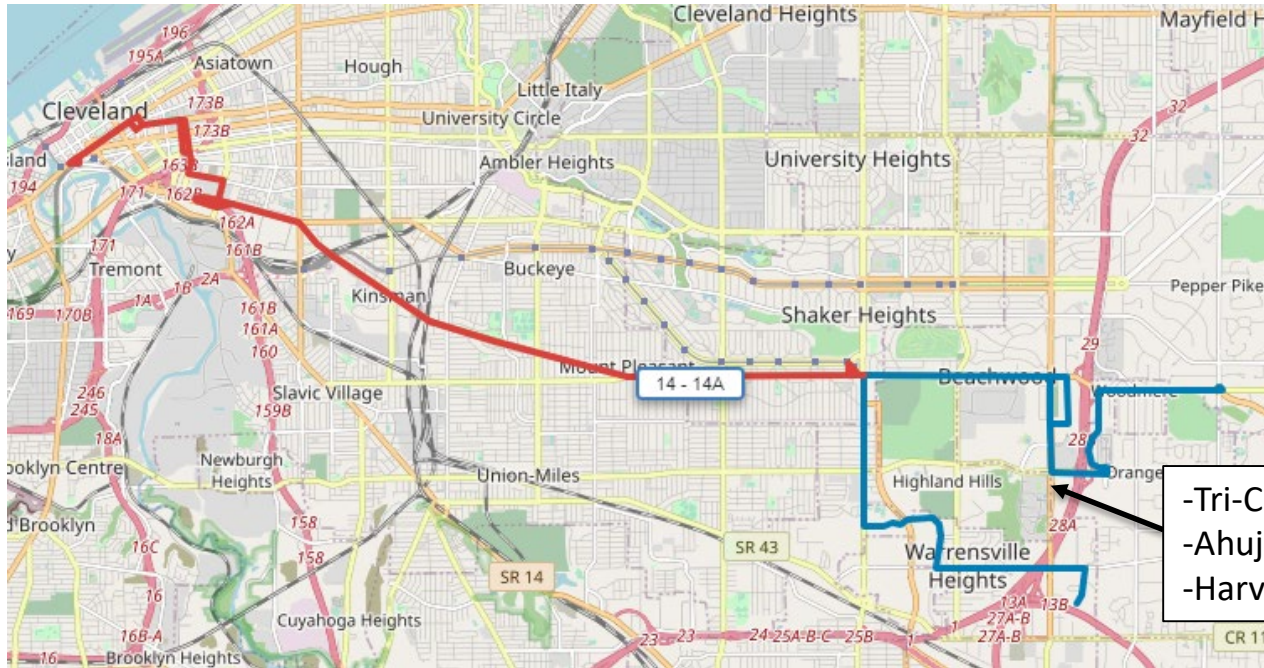 Cleveland Heights
Mayfield H
196
195A
Asiatown
Hough
Little Italy
32
173B
Cleveland
University Circle
173B
32
sland
163B
Ambler Heights
University Heights
194
171
162B
162A
y
171
Tremont
161B
2A
Buckeye
1B
Kinsman
Pepper Pike
1A
169
170B
161B
161A
Shaker Heights
160
29
Mount Pleasant
Beachwood
14 - 14A
Woodmere
246
245
Slavic Village
159B
18A
28
ooklyn Centre
Newburgh
Heights
Union-Miles
Highland Hills
Orange
d Brooklyn
158
28A
-Tri-C
-Ahuj
-Harv
16C
SR 43
Warrensville
Heights
158
SR 14
16
13A
13B
Cuyahoga Heights
27A-B
1
16B-A
23
23
24
25A-B-C
25B
1
27A-B
CR 11
16
Brooklyn Heights